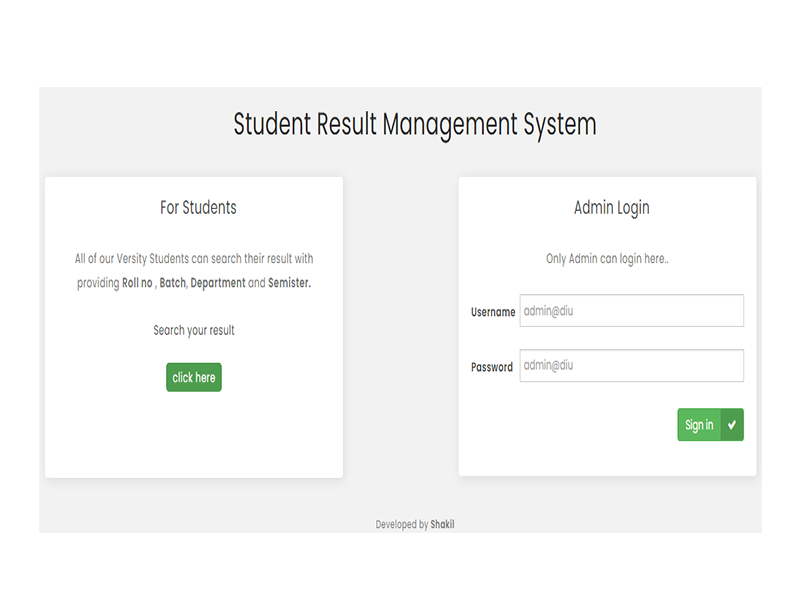 Student Result Management System
For Students
All of our Versity Students can search their result with
providing Roll no , Batch, Department and Semister.
Search your result
click here
Admin Login
Only Admin can login here..
Username admin@diu
Password admin@diu
Sign in
Developed by Shakil